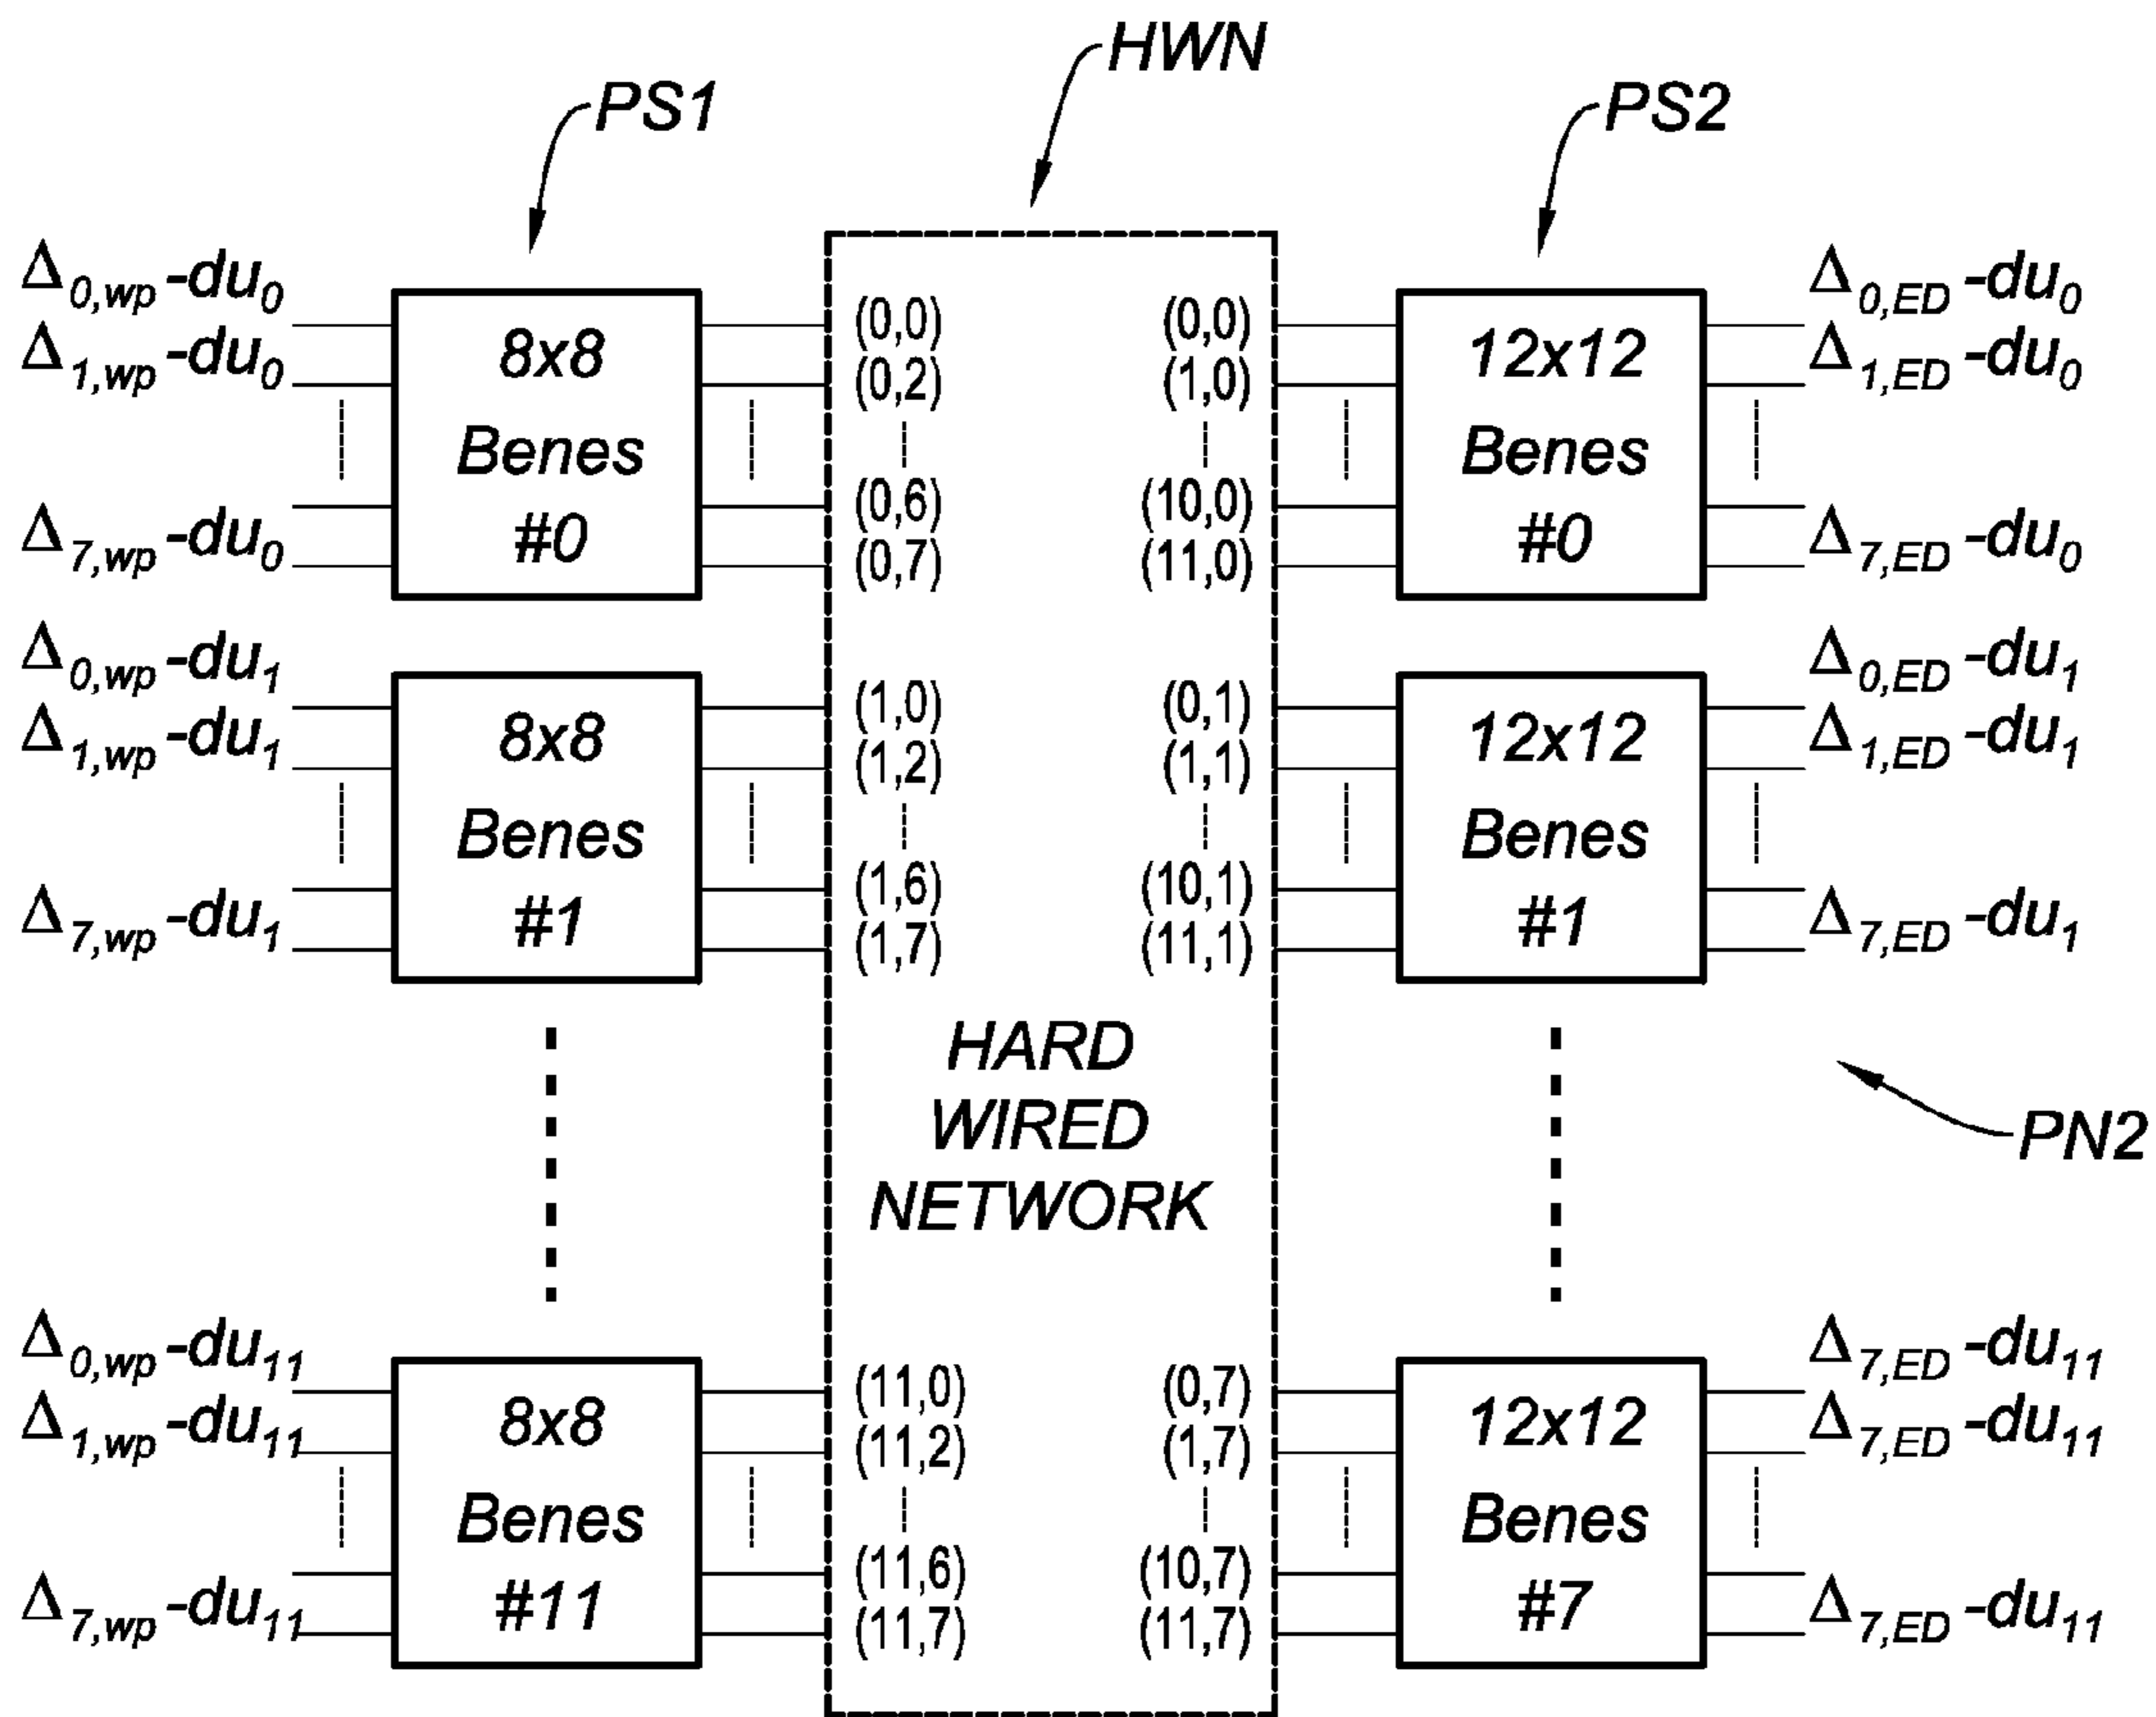 HWN
PS1
PS2
Δ0,wp-du0
Δ1,wp-du0
Δ7,wp-du0
8x8
Benes
#0
(0,0)
(0,2)
(0,6)
(0,7)
(0,0)
(1,0)
(10,0)
(11,0)
12x12
Benes
#0
Δ0,ED-du0
Δ1,ED-du0
Δ7,ED-du0
Δ0,wp-du1
Δ1,wp-du1
Δ7,wp-du1
8x8
Benes
#1
(1,0)
(1,2)
(1,6)
(1,7)
(0,1)
(1,1)
(10,1)
(11,1)
12x12
Benes
#1
Δ0,ED-du1
Δ1,ED-du1
Δ7,ED-du1
HARD
WIRED
NETWORK
PN2
Δ0,wp-du11
Δ1,wp-du11
Δ7,wp-du11
8x8
Benes
#11
(11,0)
(11,2)
(11,6)
(11,7)
(0,7)
(1,7)
(10,7)
(11,7)
12x12
Benes
#7
Δ7,ED-du11
Δ7,ED-du11
Δ7,ED-du11